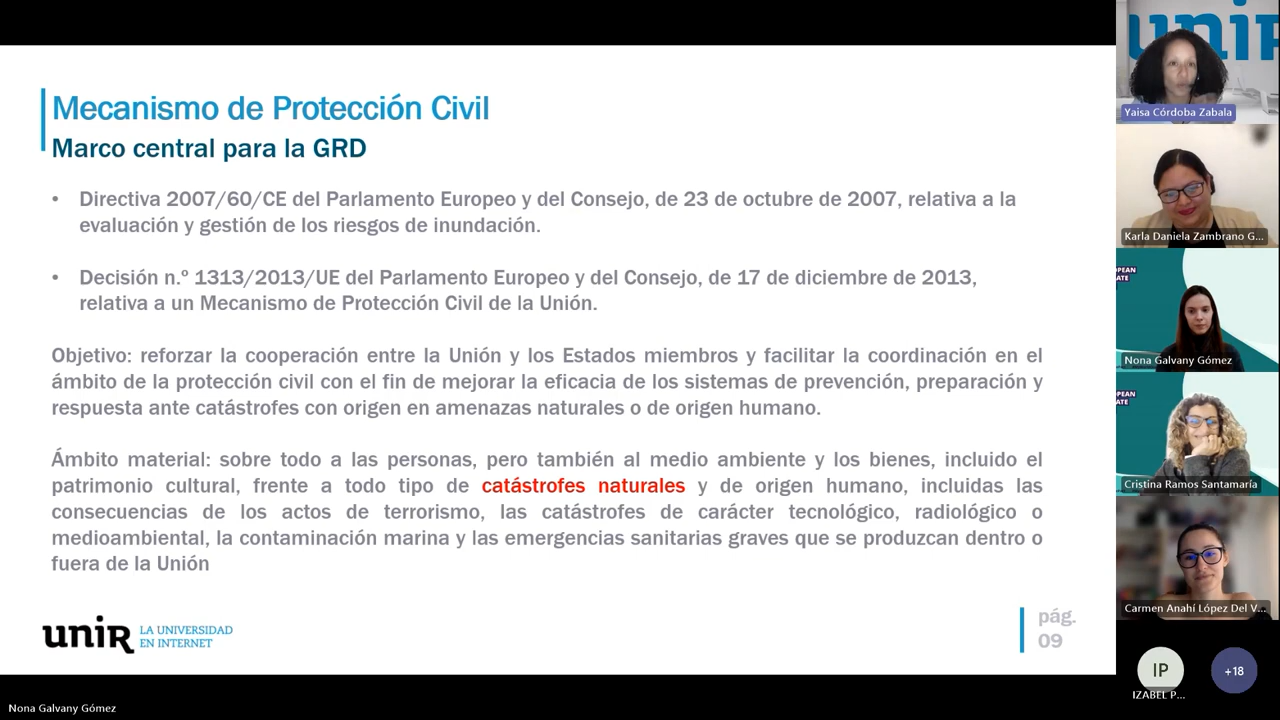 Mecanismo de Protección Civil
Marco central para la GRD
• Directiva 2007/60/CE del Parlamento Europeo y del Consejo, de 23 de octubre de 2007, relativa a la
evaluación y gestión de los riesgos de inundación.
• Decisión n.º 1313/2013/UE del Parlamento Europeo y del Consejo, de 17 de diciembre de 2013,
relativa a un Mecanismo de Protección Civil de la Unión.
Objetivo: reforzar la cooperación entre la Unión y los Estados miembros y facilitar la coordinación en el
ámbito de la protección civil con el fin de mejorar la eficacia de los sistemas de prevención, preparación y
respuesta ante catástrofes con origen en amenazas naturales o de origen humano.
Ámbito material: sobre todo a las personas, pero también al medio ambiente y los bienes, incluido el
patrimonio cultural, frente a todo tipo de catástrofes naturales y de origen humano, incluidas las
consecuencias de los actos de terrorismo, las catástrofes de carácter tecnológico, radiológico o
medioambiental, la contaminación marina y las emergencias sanitarias graves que se produzcan dentro o
fuera de la Unión
unir
LA UNIVERSIDAD
EN INTERNET
pág.
09
Nona Galvany Gómez
unir
Yaisa Córdoba Zabala
Karla Daniela Zambrano G...
Nona Galvany Gómez
Cristina Ramos Santamaría
Carmen Anahí López Del V...
IP
+18
IZABEL P...